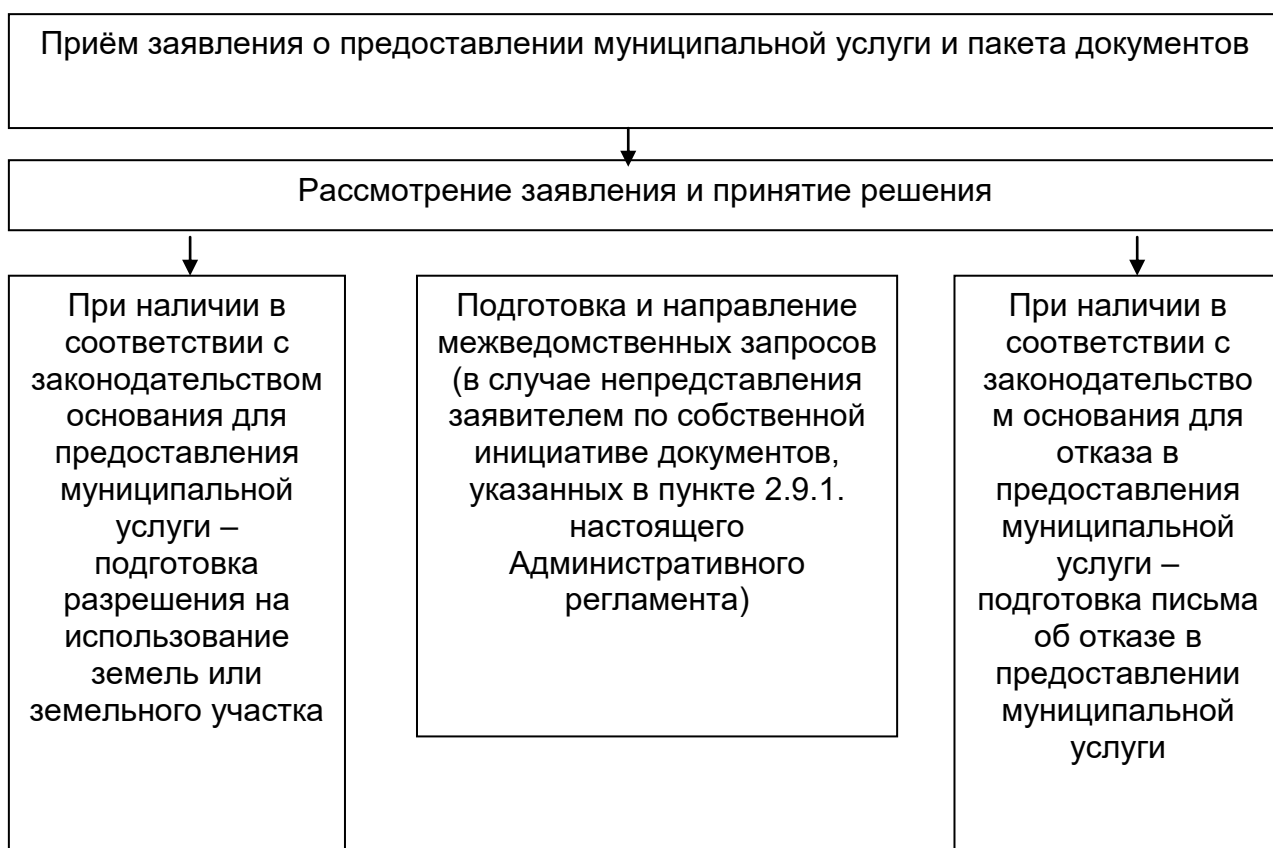 Приём заявления о предоставлении муниципальной услуги и пакета документов
Рассмотрение заявления и принятие решения
При наличии в
соответствии с
законодательством
основания для
предоставления
муниципальной
услуги –
подготовка
разрешения на
использование
земель или
земельного участка
Подготовка и направление
межведомственных запросов
(в случае непредставления
заявителем по собственной
инициативе документов,
указанных в пункте 2.9.1.
настоящего
Административного
регламента)
При наличии в
соответствии с
законодательство
м основания для
отказа в
предоставления
муниципальной
услуги –
подготовка письма
об отказе в
предоставлении
муниципальной
услуги